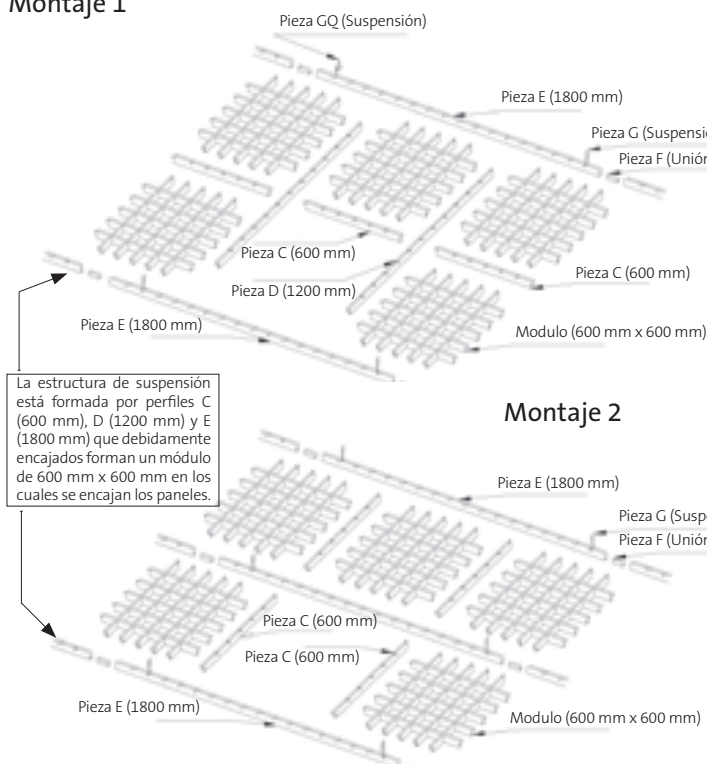 Montaje 1
Pieza GQ (Suspensión)
Pieza E (1800 mm)
Pieza G
Pieza F
Pieza C (600 mm)
Pieza D (1200 mm)
Pieza C (600 mm)
Pieza E (1800 mm)
Modulo (600 mm x 600 mm)
La estructura de suspensión
está formada por perfiles C
(600 mm), D (1200 mm) y E
(1800 mm) que debidamente
encajados forman un módulo
de 600 mm x 600 mm en los
cuales se encajan los paneles.
Montaje 2
Pieza E (1800 mm)
Pieza G
Pieza F
Pieza C (600 mm)
Pieza C (600 mm)
Pieza E (1800 mm)
Modulo (600 mm x 600 mm)